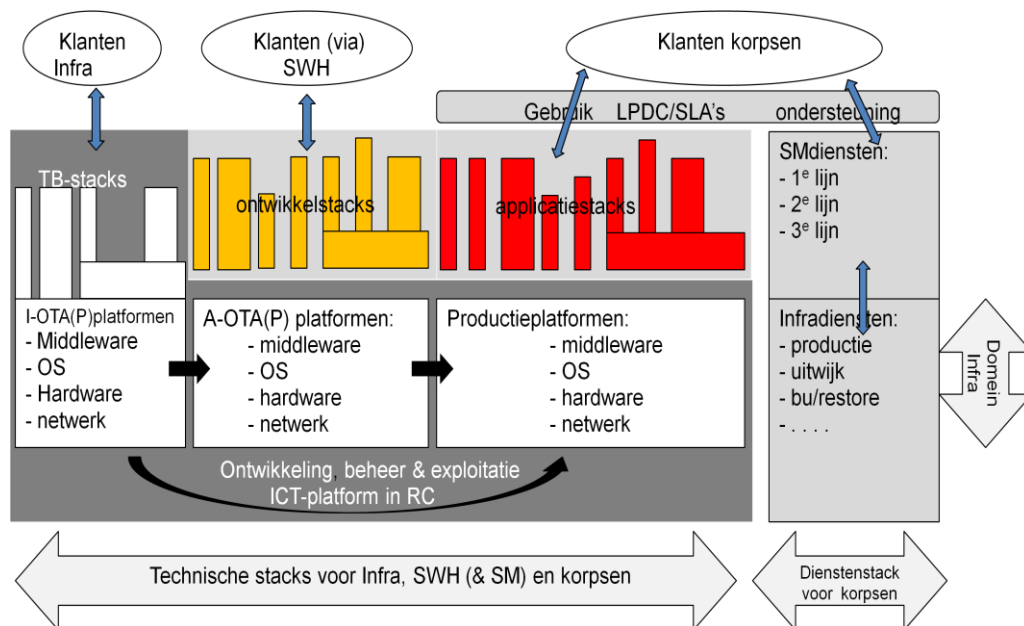 Klanten
Infra
Klanten (via)
SWH
Klanten korpsen
Gebruik LPDC/SLA's ondersteuning
TB-stacks
ontwikkelstacks
applicatiestacks
SMdiensten:
- 1e lijn
- 2e lijn
- 3e lijn
I-OTA(P)platformen
- Middleware
- OS
- Hardware
- netwerk
A-OTA(P) platformen:
- middleware
- OS
- hardware
- netwerk
Productieplatformen:
- middleware
- OS
- hardware
- netwerk
Infradiensten:
- productie
- uitwijk
- bu/restore
- . . . .
Domein
Infra
Ontwikkeling, beheer & exploitatie
ICT-platform in RC
Technische stacks voor Infra, SWH (& SM) en korpsen
Dienstenstack
voor korpsen